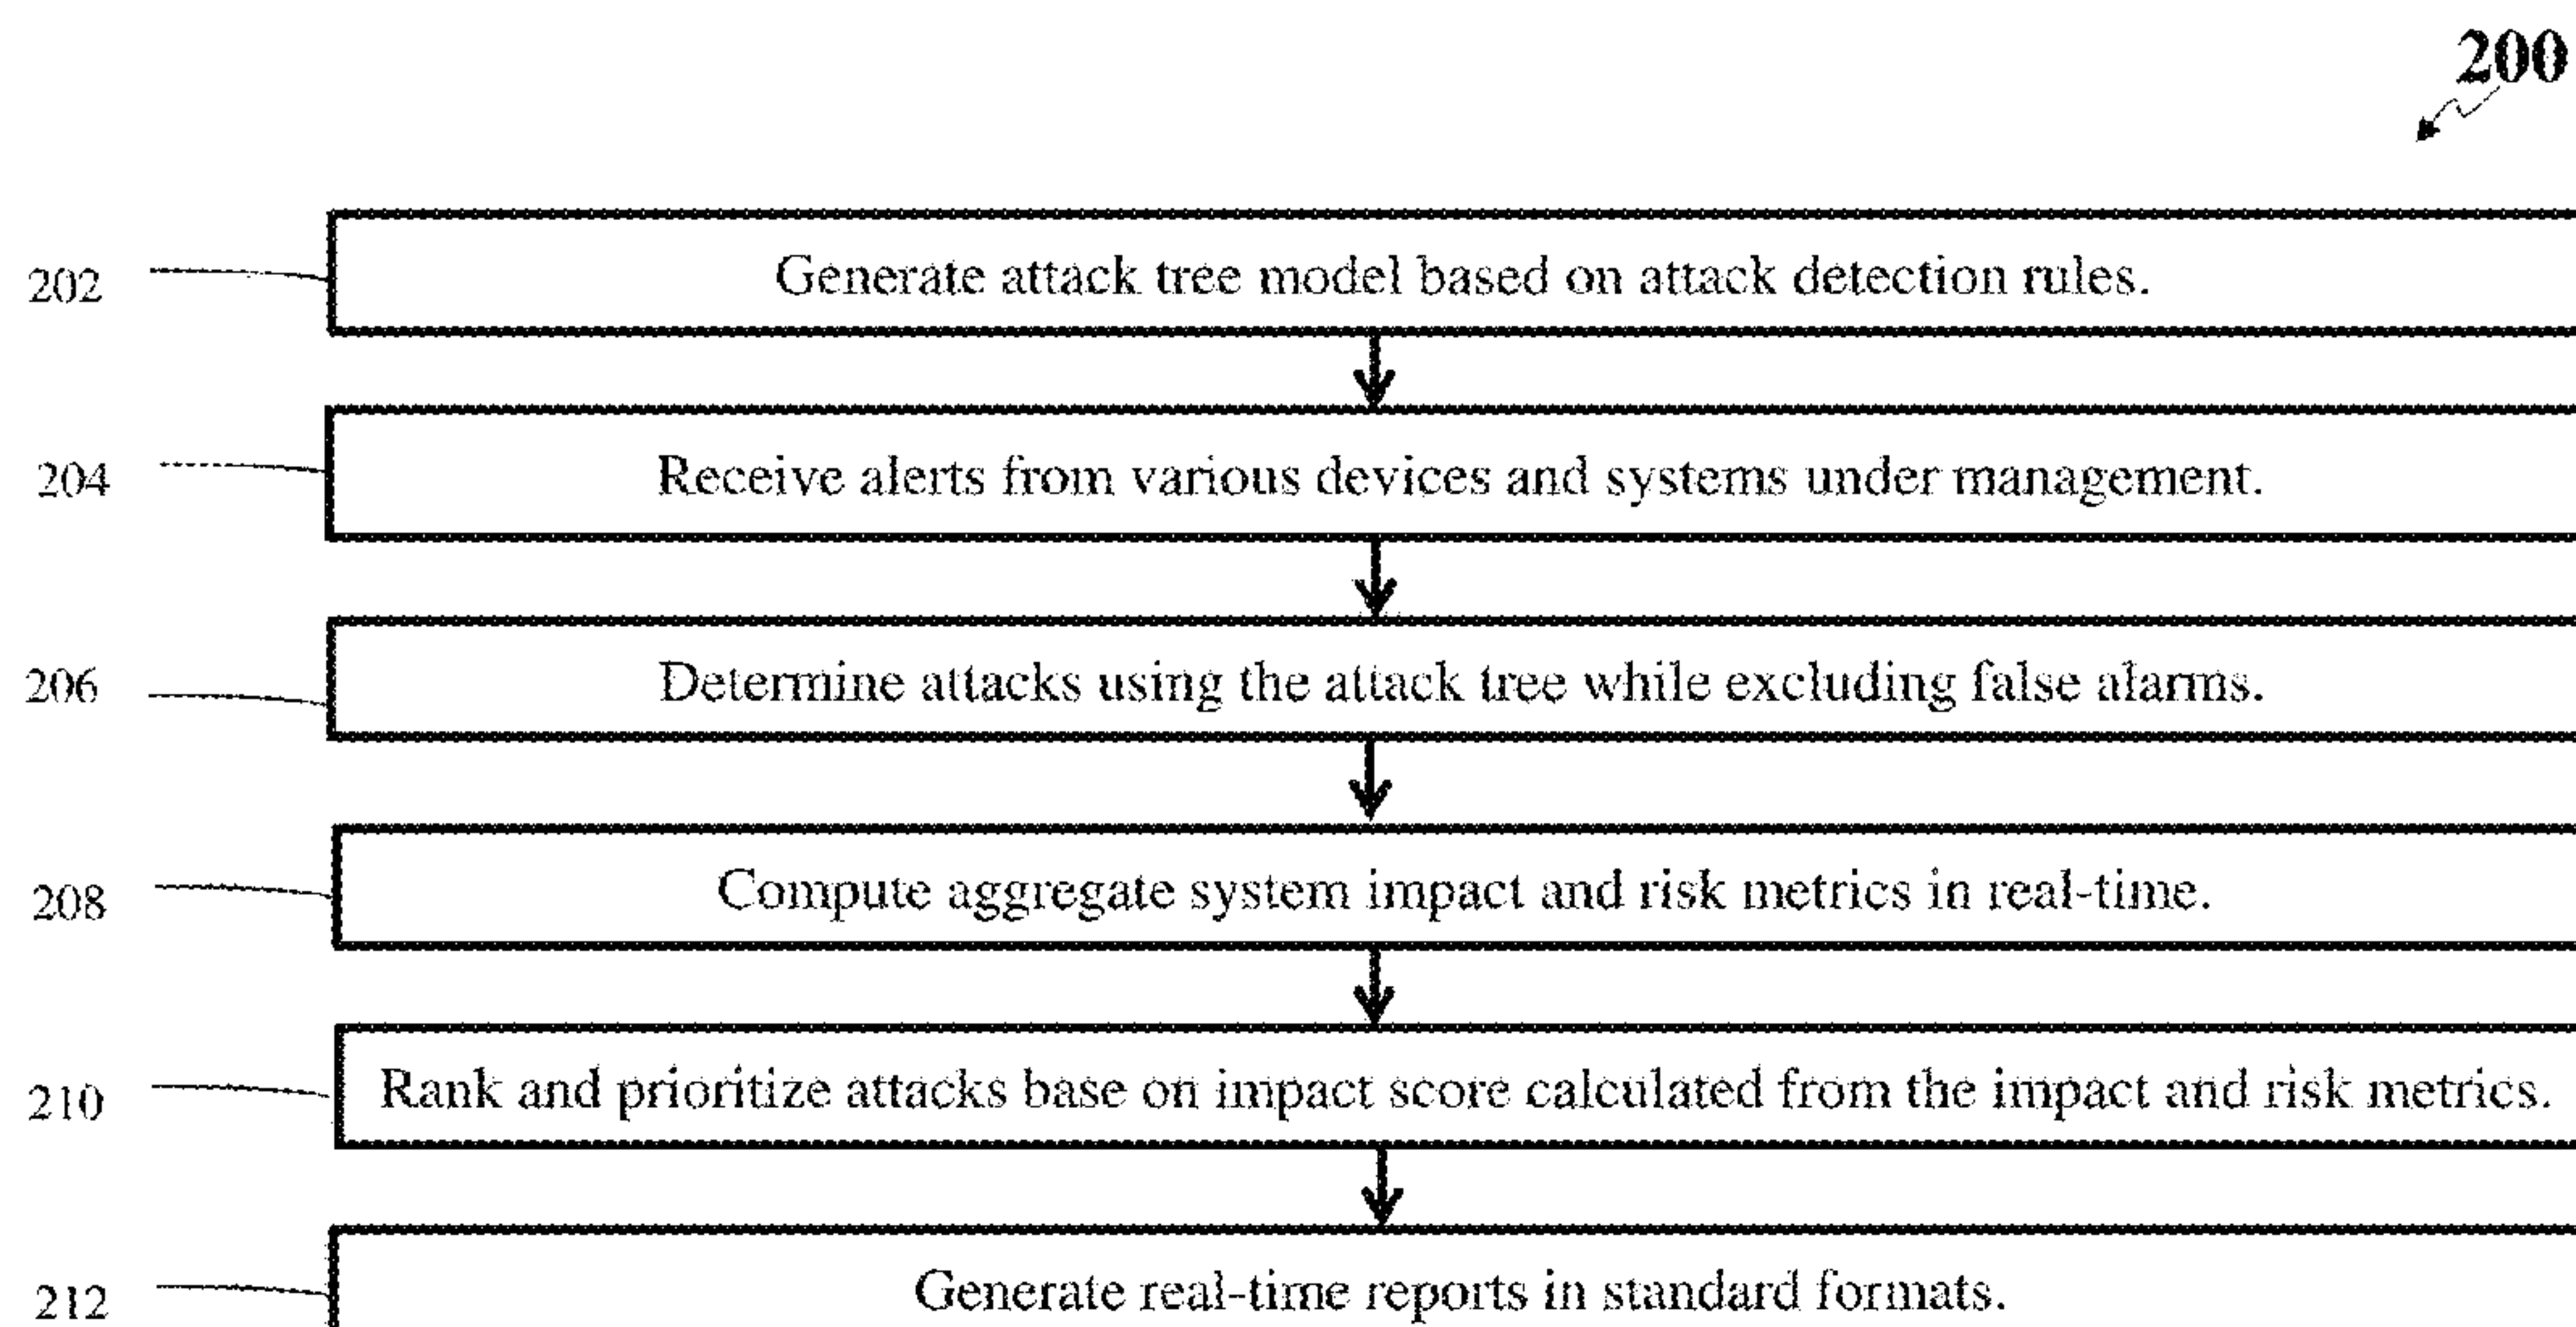 200
202 Generate attack tree model based on attack detection rules.
204 Receive alerts from various devices and systems under management.
206 Determine attacks using the attack tree while excluding false alarms.
208 Compute aggregate system impact and risk metrics in real-time.
210 Rank and prioritize attacks base on impact score calculated from the impact and risk metrics.
212 Generate real-time reports in standard formats.